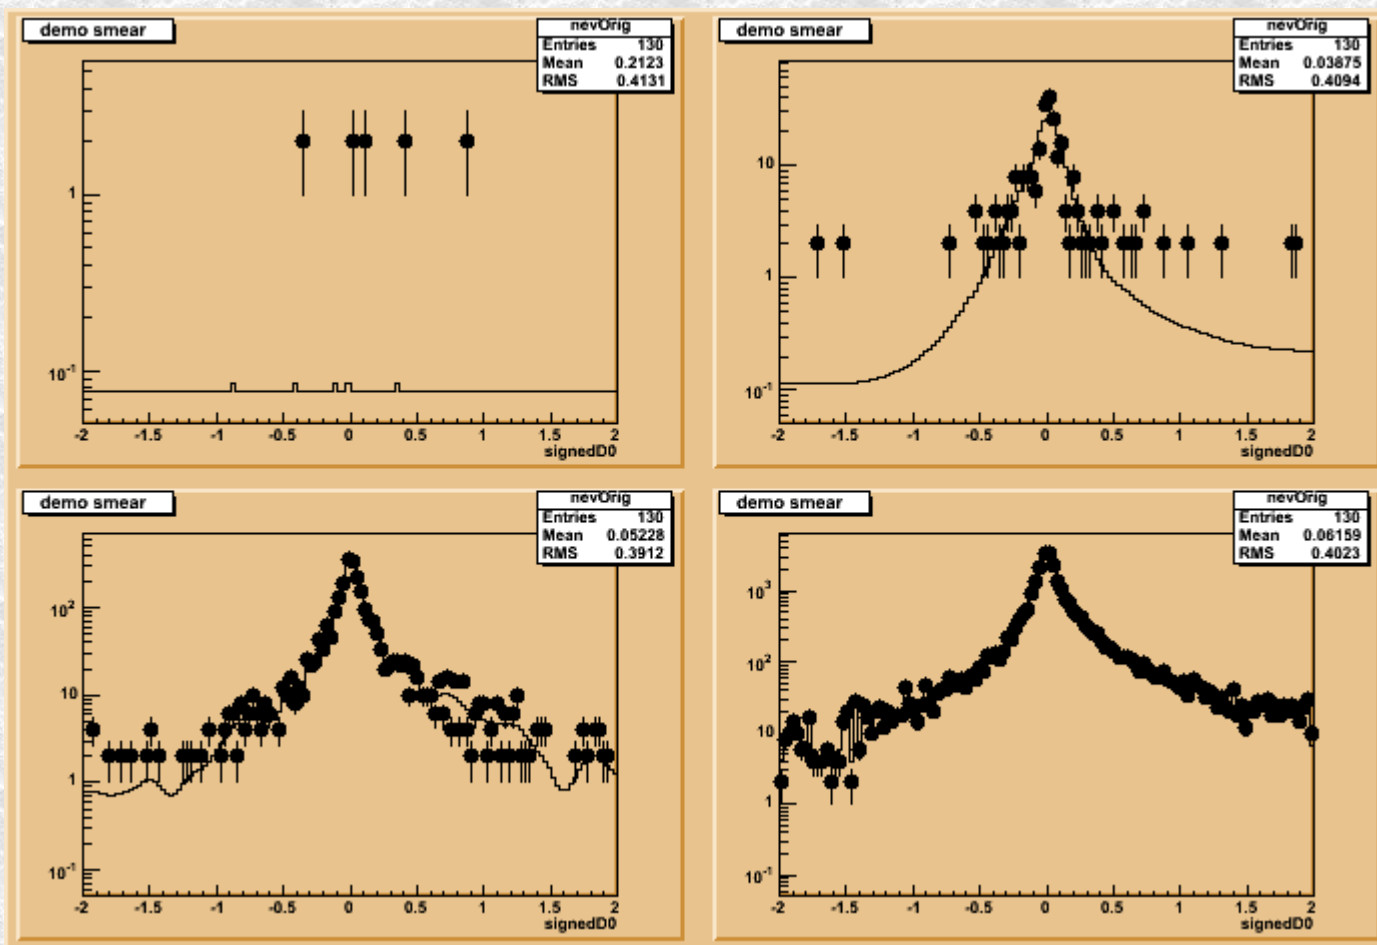 demo smear
nevOrig
Entries 130
Mean 0.2123
RMS 0.4131
1
10-1
-2 -1.5 -1 -0.5 0 0.5 1 1.5 2
signedD0
demo smear
nevOrig
Entries 130
Mean 0.03875
RMS 0.4094
10
1
10-1
-2 -1.5 -1 -0.5 0 0.5 1 1.5 2
signedD0
demo smear
nevOrig
Entries 130
Mean 0.05228
RMS 0.3912
102
10
1
10-1
-2 -1.5 -1 -0.5 0 0.5 1 1.5 2
signedD0
demo smear
nevOrig
Entries 130
Mean 0.06159
RMS 0.4023
103
102
10
1
10-1
-2 -1.5 -1 -0.5 0 0.5 1 1.5 2
signedD0